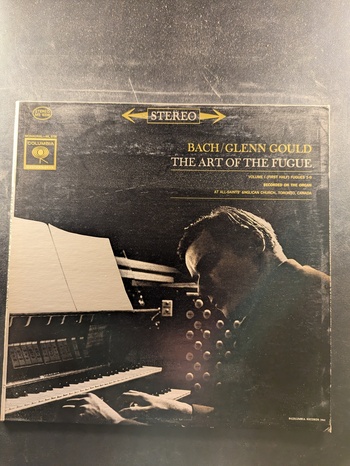 STEREO
COLUMBIA
BACH/GLENN GOULD
THE ART OF THE FUGUE
VOLUME 1 (FIRST HALF) FUGUES 1-9
RECORDED ON THE ORGAN
AT ALL SAINTS' ANGLICAN CHURCH, TORONTO, CANADA